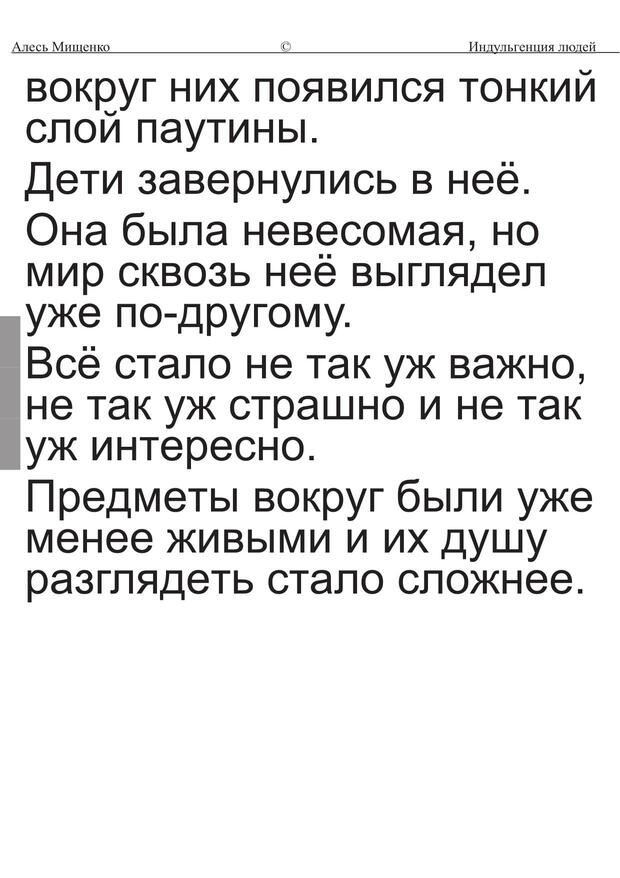 Алесь Мищенко © Индульгенция людей
вокруг них появился тонкий
слой паутины.
Дети завернулись в неё.
Она была невесомая, но
мир сквозь неё выглядел
уже по-другому.
Всё стало не так уж важно,
не так уж страшно и не так
уж интересно.
Предметы вокруг были уже
менее живыми и их душу
разглядеть стало сложнее.